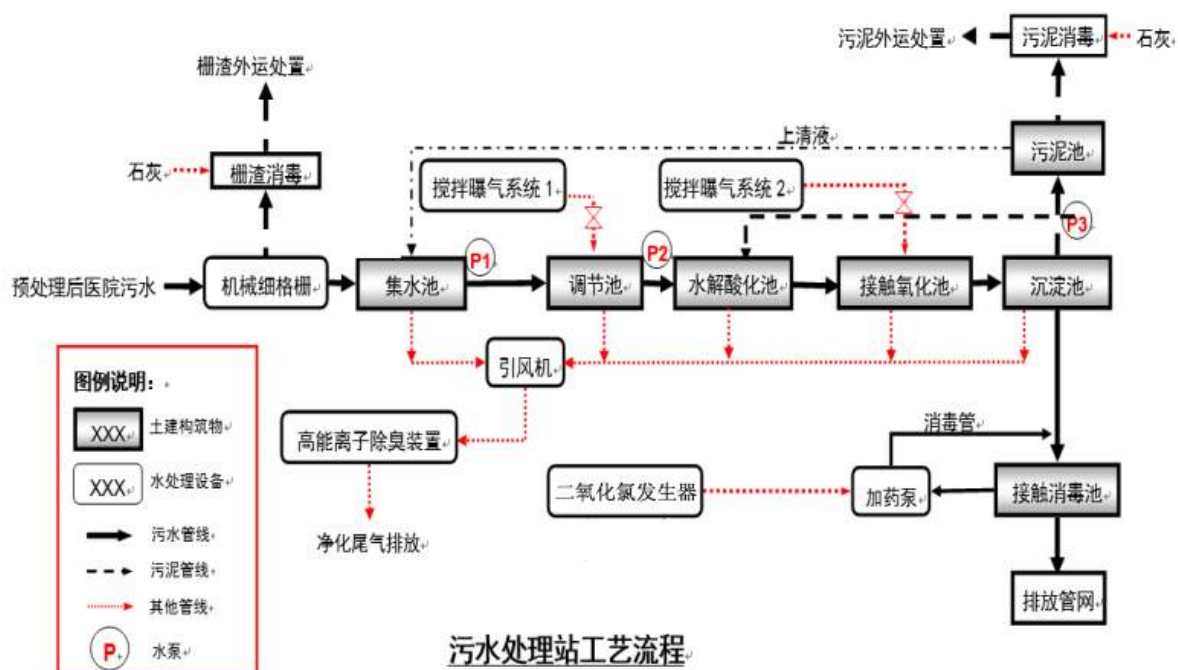 污泥外运处置
污泥消毒
石灰
栅渣外运处置
上清液
污泥池
石灰
栅渣消毒
搅拌曝气系统1
搅拌曝气系统2
P3
P1
P2
预处理后医院污水
机械细格栅
集水池
调节池
水解酸化池
接触氧化池
沉淀池
引风机
图例说明：
XXX
土建构筑物
消毒管
高能离子除臭装置
XXX
水处理设备
二氧化氯发生器
加药泵
接触消毒池
污水管线
净化尾气排放
污泥管线
其他管线
排放管网
P
水泵
污水处理站工艺流程